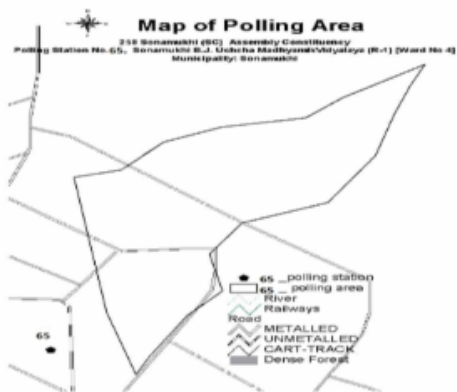 Map of Polling Area
258 Sonamukhi (SC) Assembly Constituency
Polling Station No.-65, Sonamukhi B.J. Uchcha Madhyamik Vidyalaya (R-1) [Ward No 4]
Municipality: Sonamukhi
65 _polling station
65 _ polling area
River
Railways
Road
METALLED
UNMETALLED
CART-TRACK
Dense Forest
65